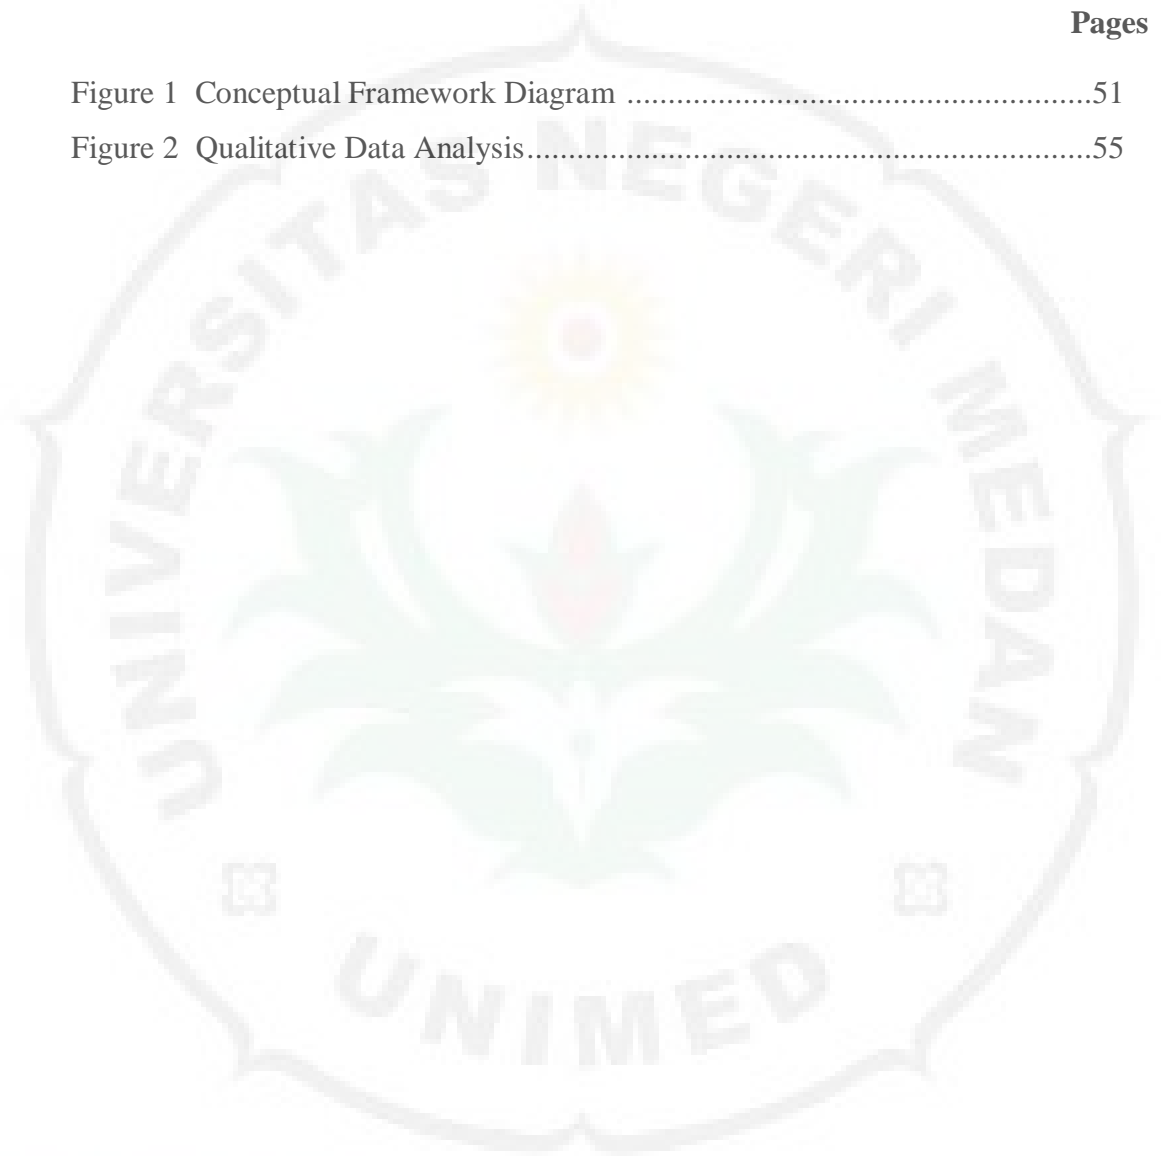 Pages
Figure 1 Conceptual Framework Diagram ................................................51
Figure 2 Qualitative Data Analysis..........................................................55
UNIVERSITAS NEGERI MEDAN
UNIMED